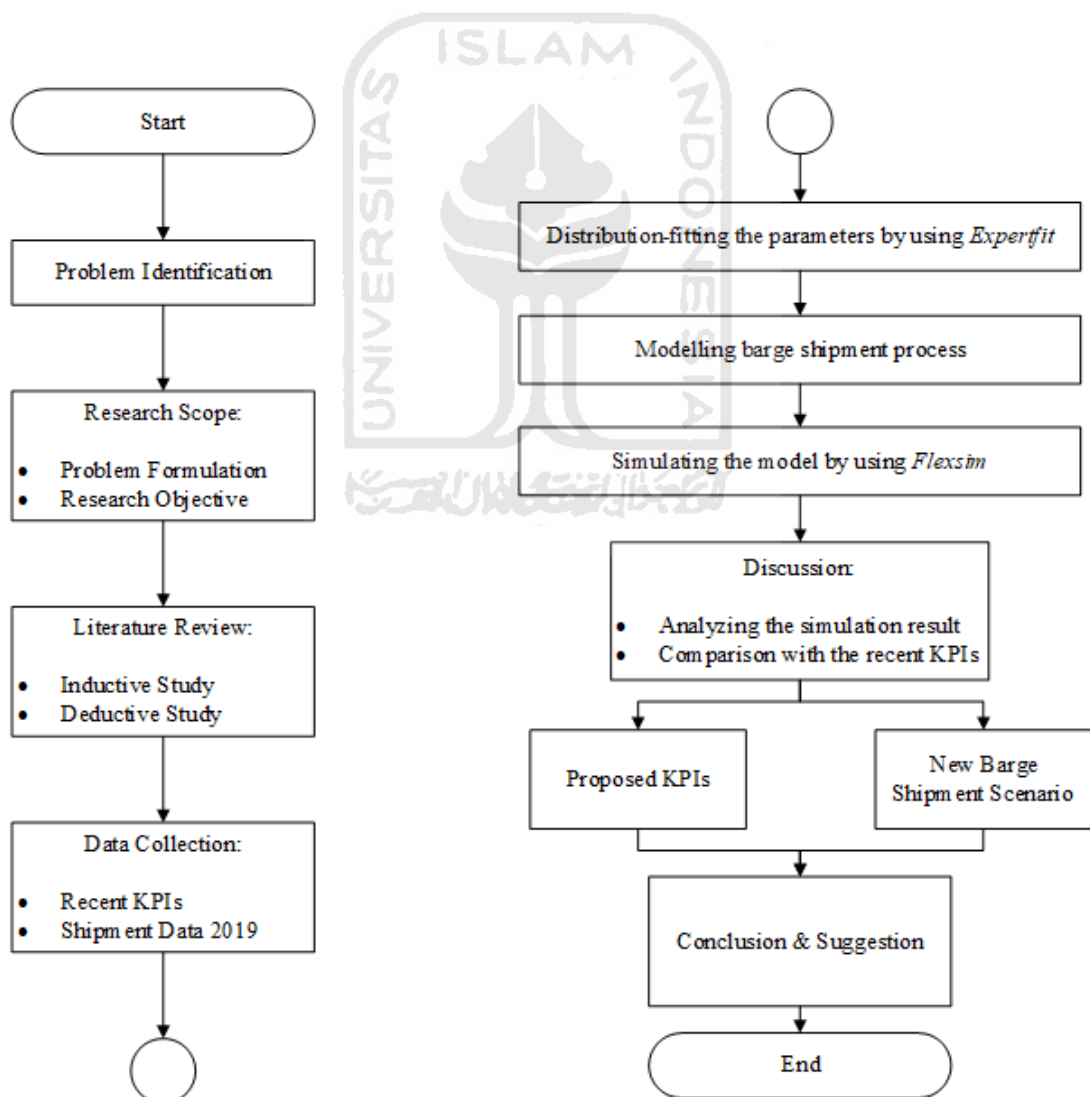 Start
Problem Identification
Research Scope:
• Problem Formulation
• Research Objective
Literature Review:
• Inductive Study
• Deductive Study
Data Collection:
• Recent KPIs
• Shipment Data 2019
Distribution-fitting the parameters by using Expertfit
Modelling barge shipment process
Simulating the model by using Flexsim
Discussion:
• Analyzing the simulation result
• Comparison with the recent KPIs
Proposed KPIs
New Barge
Shipment Scenario
Conclusion & Suggestion
End
UNIVERSITAS
ISLAM
INDONESIA